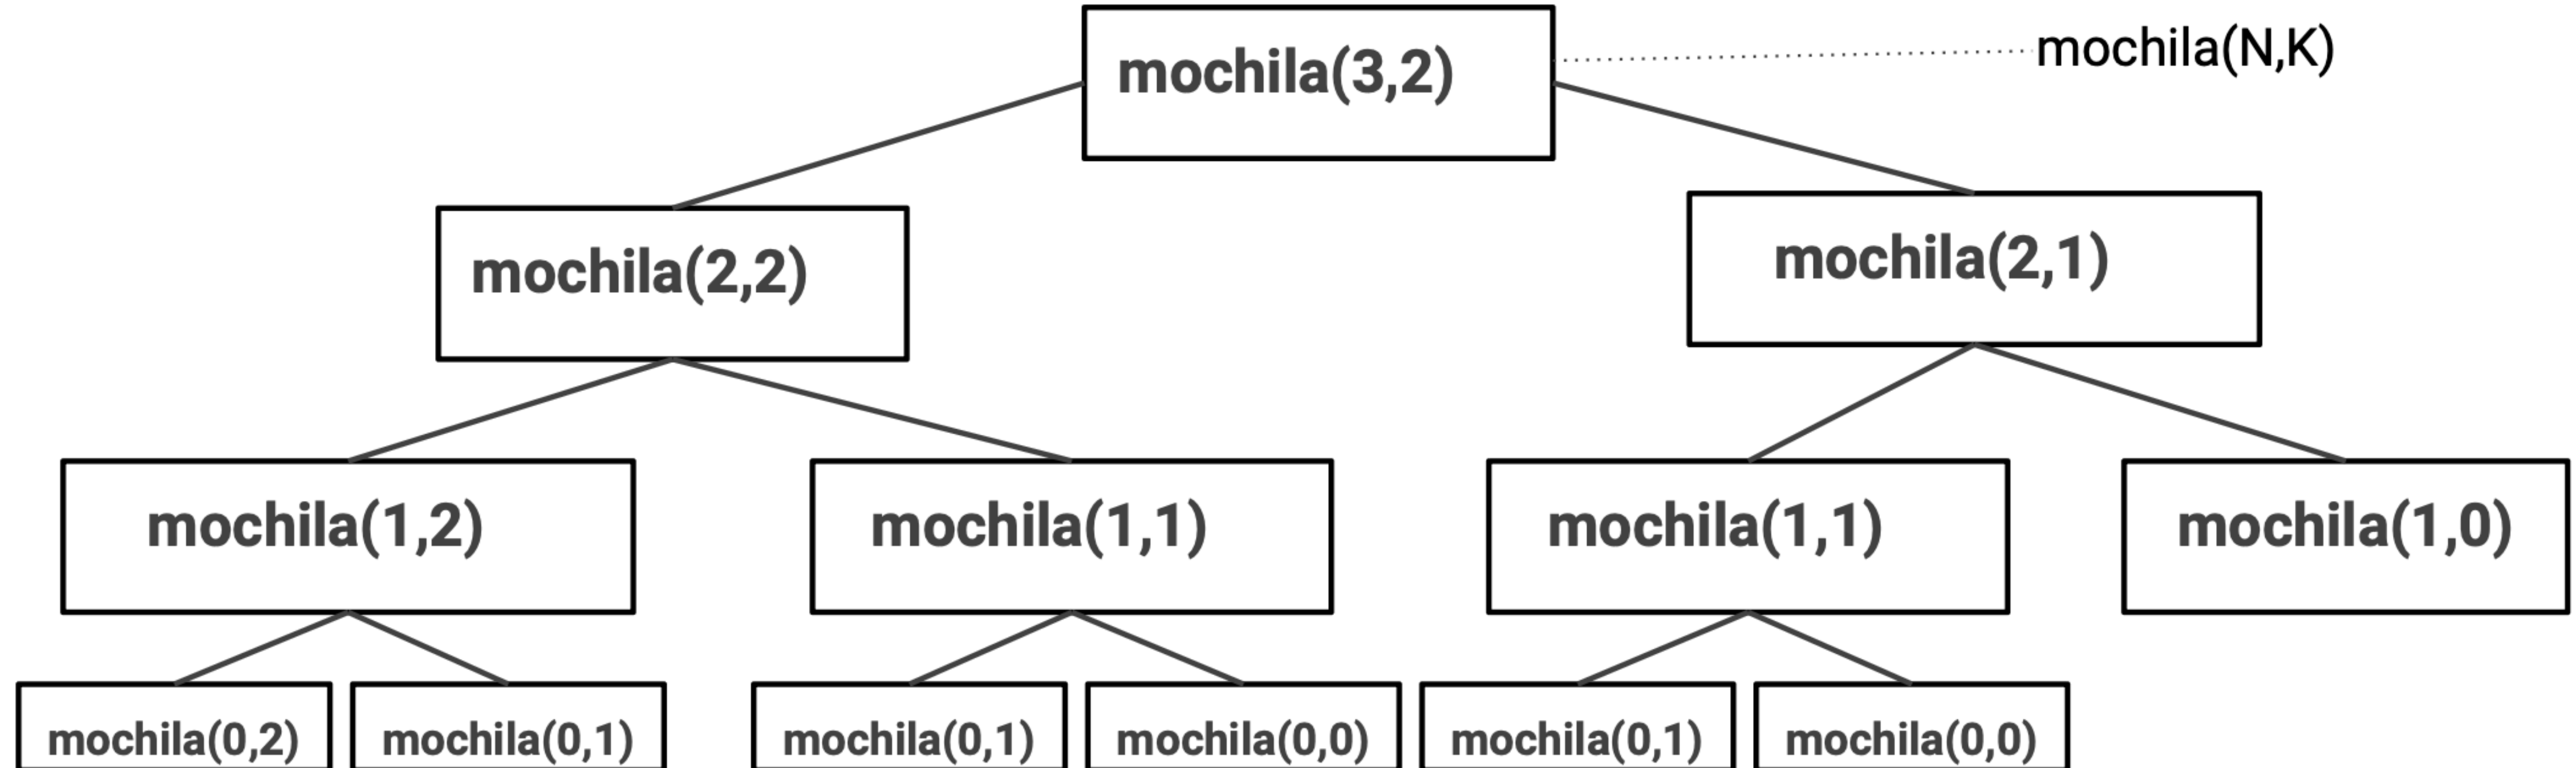 mochila(3,2)
mochila(N,K)
mochila(2,2)
mochila(2,1)
mochila(1,2)
mochila(1,1)
mochila(1,1)
mochila(1,0)
mochila(0,2)
mochila(0,1)
mochila(0,1)
mochila(0,0)
mochila(0,1)
mochila(0,0)